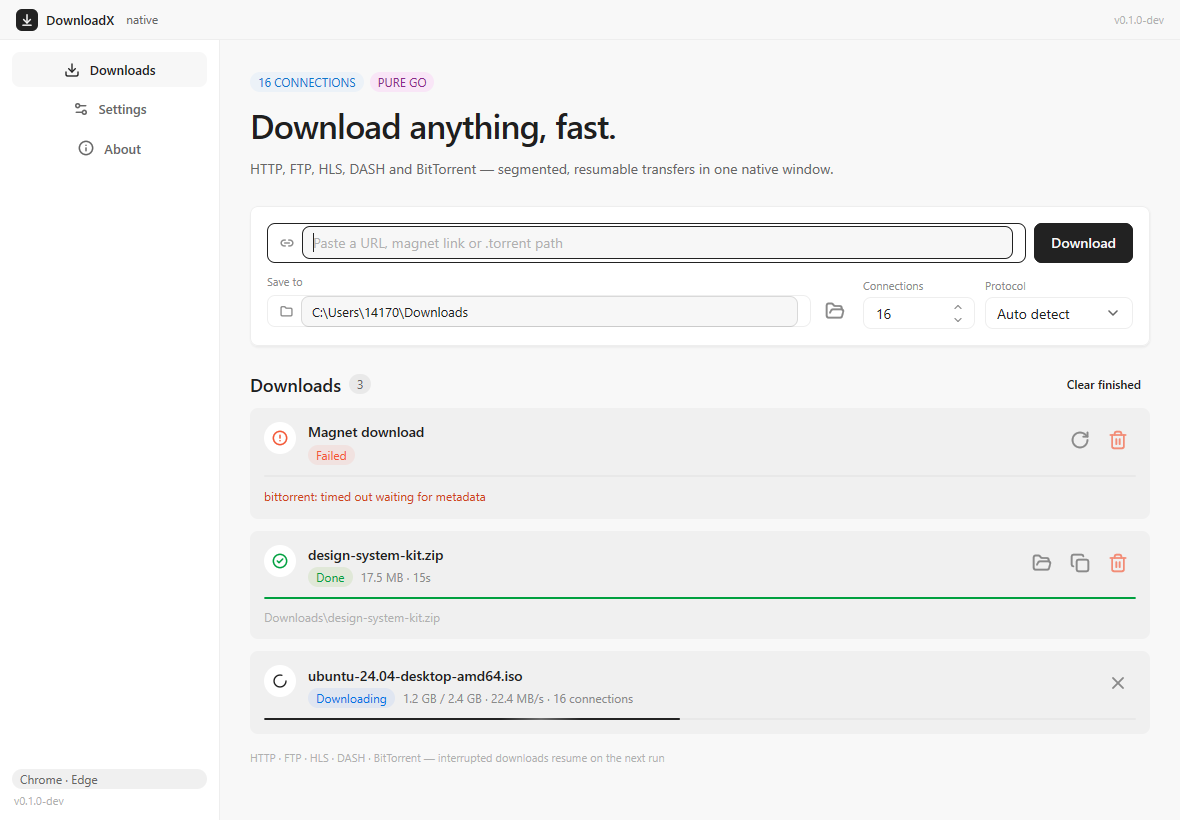 DownloadX native
v0.1.0-dev
Downloads
Settings
About
16 CONNECTIONS PURE GO
Download anything, fast.
HTTP, FTP, HLS, DASH and BitTorrent — segmented, resumable transfers in one native window.
Paste a URL, magnet link or .torrent path
Download
Save to
C:\Users\14170\Downloads
Connections
16
Protocol
Auto detect
Downloads 3
Clear finished
Magnet download
Failed
bittorrent: timed out waiting for metadata
design-system-kit.zip
Done 17.5 MB · 15s
Downloads\design-system-kit.zip
ubuntu-24.04-desktop-amd64.iso
Downloading 1.2 GB / 2.4 GB · 22.4 MB/s · 16 connections
HTTP · FTP · HLS · DASH · BitTorrent — interrupted downloads resume on the next run
Chrome · Edge
v0.1.0-dev